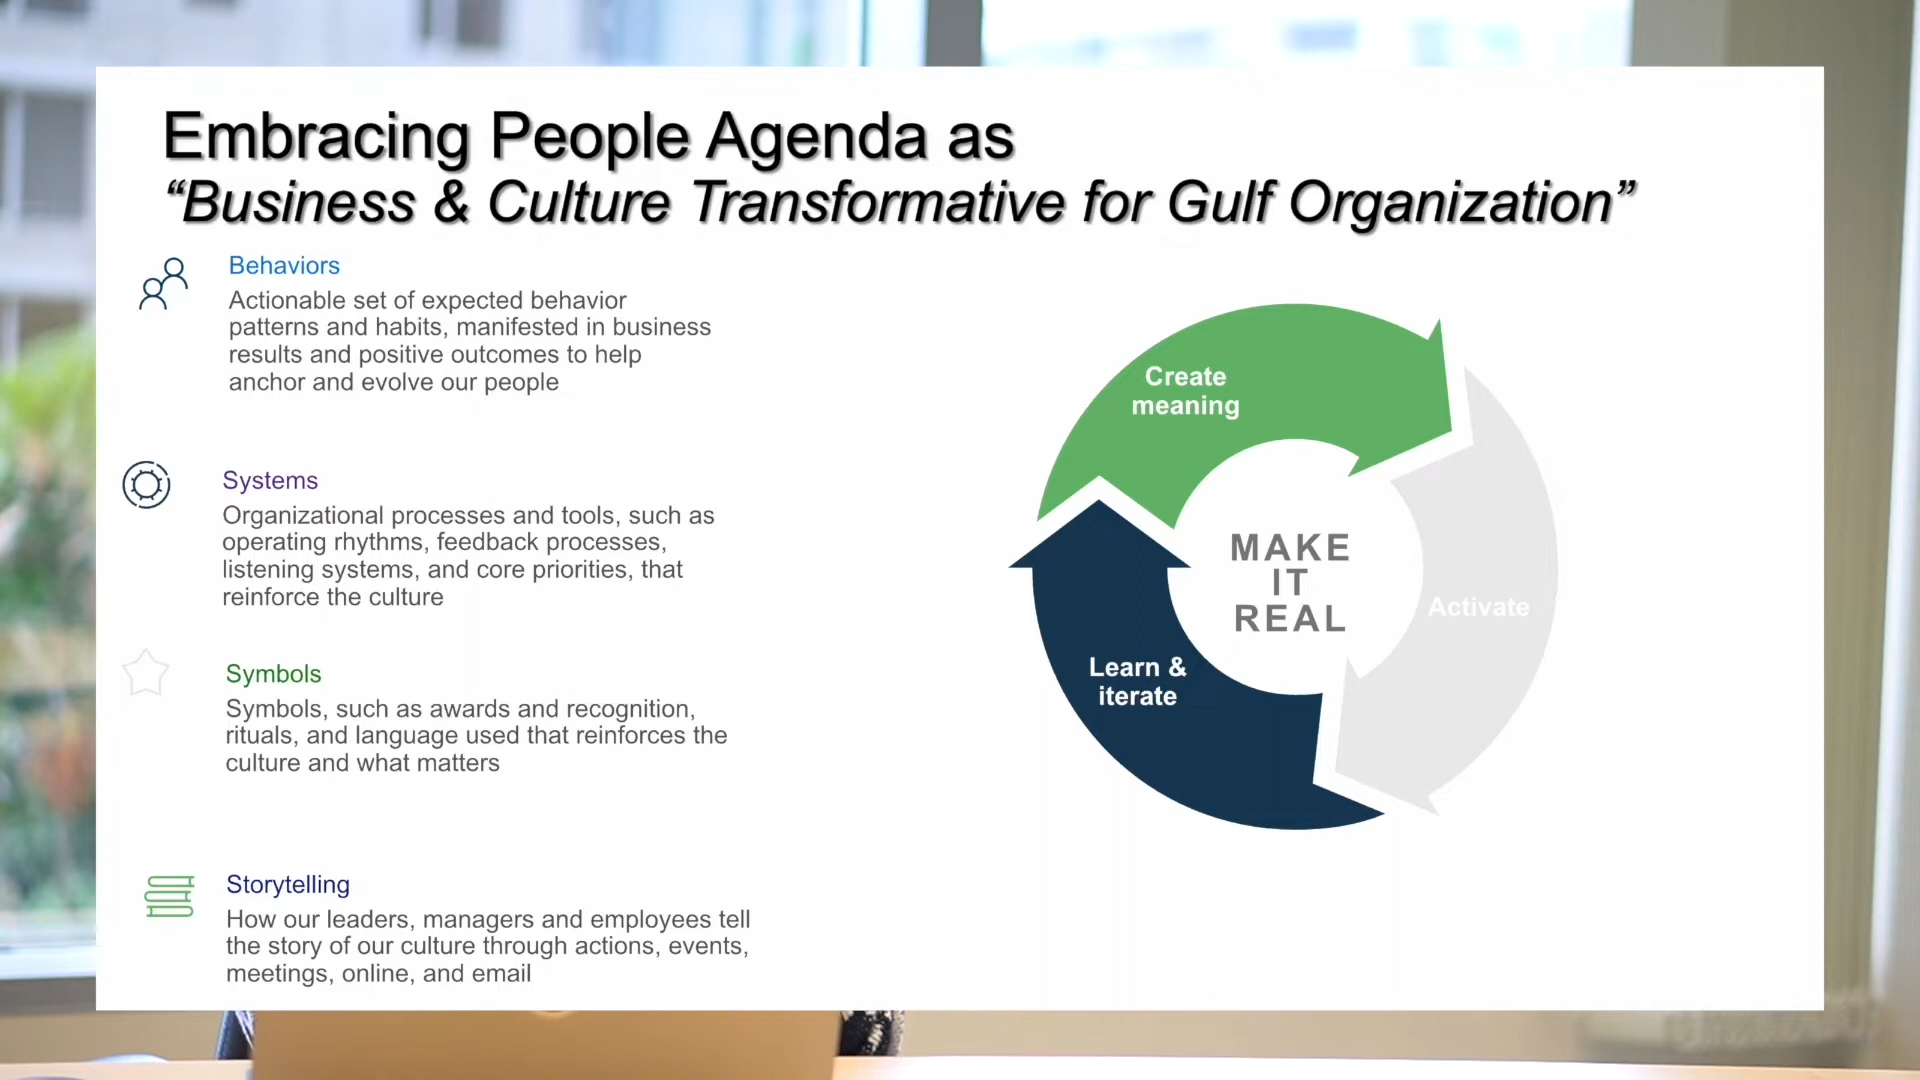 Embracing People Agenda as
“Business & Culture Transformative for Gulf Organization”
Behaviors
Actionable set of expected behavior
patterns and habits, manifested in business
results and positive outcomes to help
anchor and evolve our people
Systems
Organizational processes and tools, such as
operating rhythms, feedback processes,
listening systems, and core priorities, that
reinforce the culture
Symbols
Symbols, such as awards and recognition,
rituals, and language used that reinforces the
culture and what matters
Storytelling
How our leaders, managers and employees tell
the story of our culture through actions, events,
meetings, online, and email
Create
meaning
Activate
Learn &
iterate
MAKE
IT
REAL